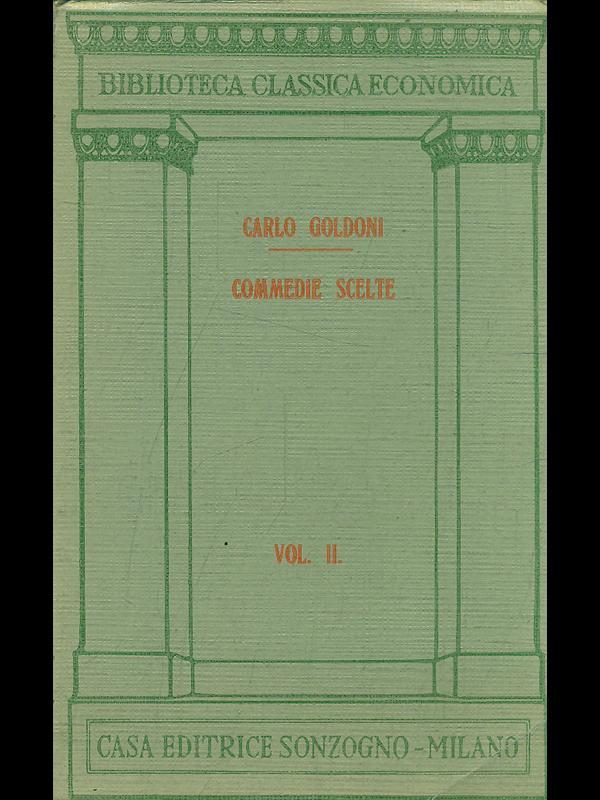 BIBLIOTECA CLASSICA ECONOMICA
CARLO GOLDONI
COMMEDIE SCELTE
VOL. II.
CASA EDITRICE SONZOGNO-MILANO